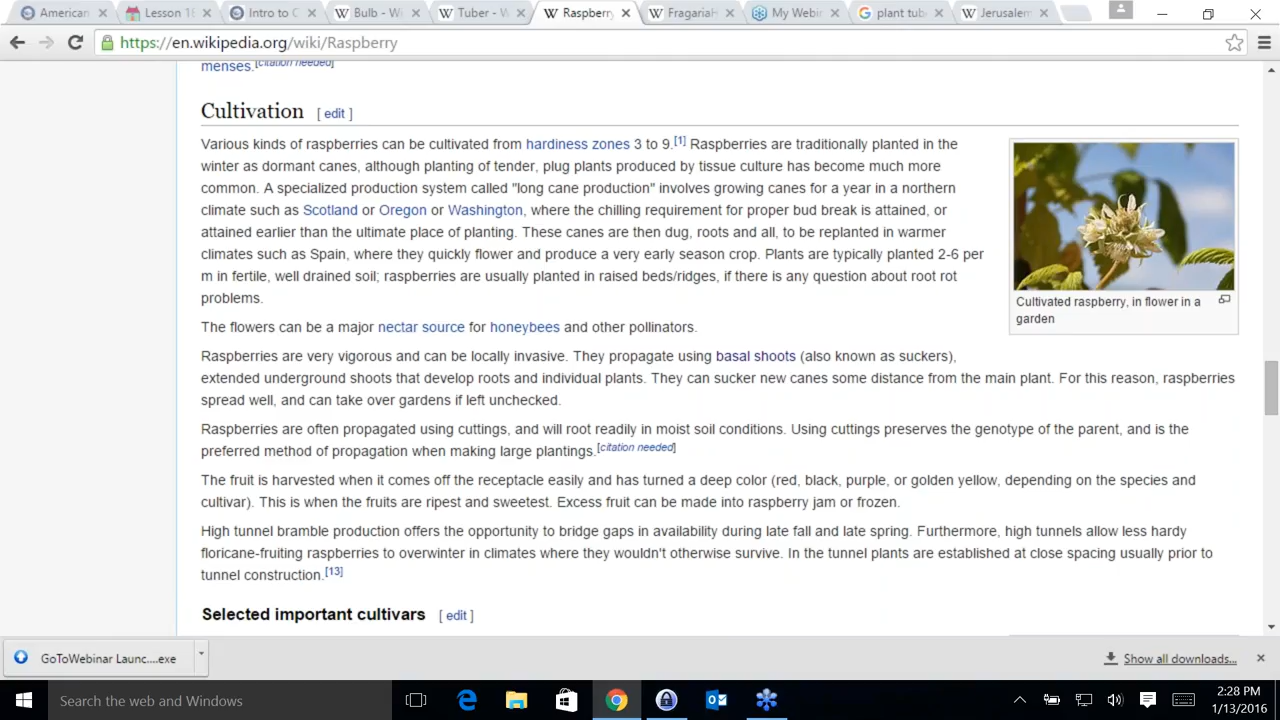 American
Lesson 1
Intro to C
Bulb - Wi
Tuber - W
Raspberry
Fragaria
My Webin
plant tub
Jerusalem
https://en.wikipedia.org/wiki/Raspberry
menses.[citation needed]
Cultivation [ edit ]
Various kinds of raspberries can be cultivated from hardiness zones 3 to 9.[1] Raspberries are traditionally planted in the
winter as dormant canes, although planting of tender, plug plants produced by tissue culture has become much more
common. A specialized production system called "long cane production" involves growing canes for a year in a northern
climate such as Scotland or Oregon or Washington, where the chilling requirement for proper bud break is attained, or
attained earlier than the ultimate place of planting. These canes are then dug, roots and all, to be replanted in warmer
climates such as Spain, where they quickly flower and produce a very early season crop. Plants are typically planted 2-6 per
m in fertile, well drained soil; raspberries are usually planted in raised beds/ridges, if there is any question about root rot
problems.
Cultivated raspberry, in flower in a
garden
The flowers can be a major nectar source for honeybees and other pollinators.
Raspberries are very vigorous and can be locally invasive. They propagate using basal shoots (also known as suckers),
extended underground shoots that develop roots and individual plants. They can sucker new canes some distance from the main plant. For this reason, raspberries
spread well, and can take over gardens if left unchecked.
Raspberries are often propagated using cuttings, and will root readily in moist soil conditions. Using cuttings preserves the genotype of the parent, and is the
preferred method of propagation when making large plantings.[citation needed]
The fruit is harvested when it comes off the receptacle easily and has turned a deep color (red, black, purple, or golden yellow, depending on the species and
cultivar). This is when the fruits are ripest and sweetest. Excess fruit can be made into raspberry jam or frozen.
High tunnel bramble production offers the opportunity to bridge gaps in availability during late fall and late spring. Furthermore, high tunnels allow less hardy
floricane-fruiting raspberries to overwinter in climates where they wouldn't otherwise survive. In the tunnel plants are established at close spacing usually prior to
tunnel construction.[13]
Selected important cultivars [ edit ]
GoToWebinar Launc....exe
Show all downloads...
Search the web and Windows
2:28 PM
1/13/2016